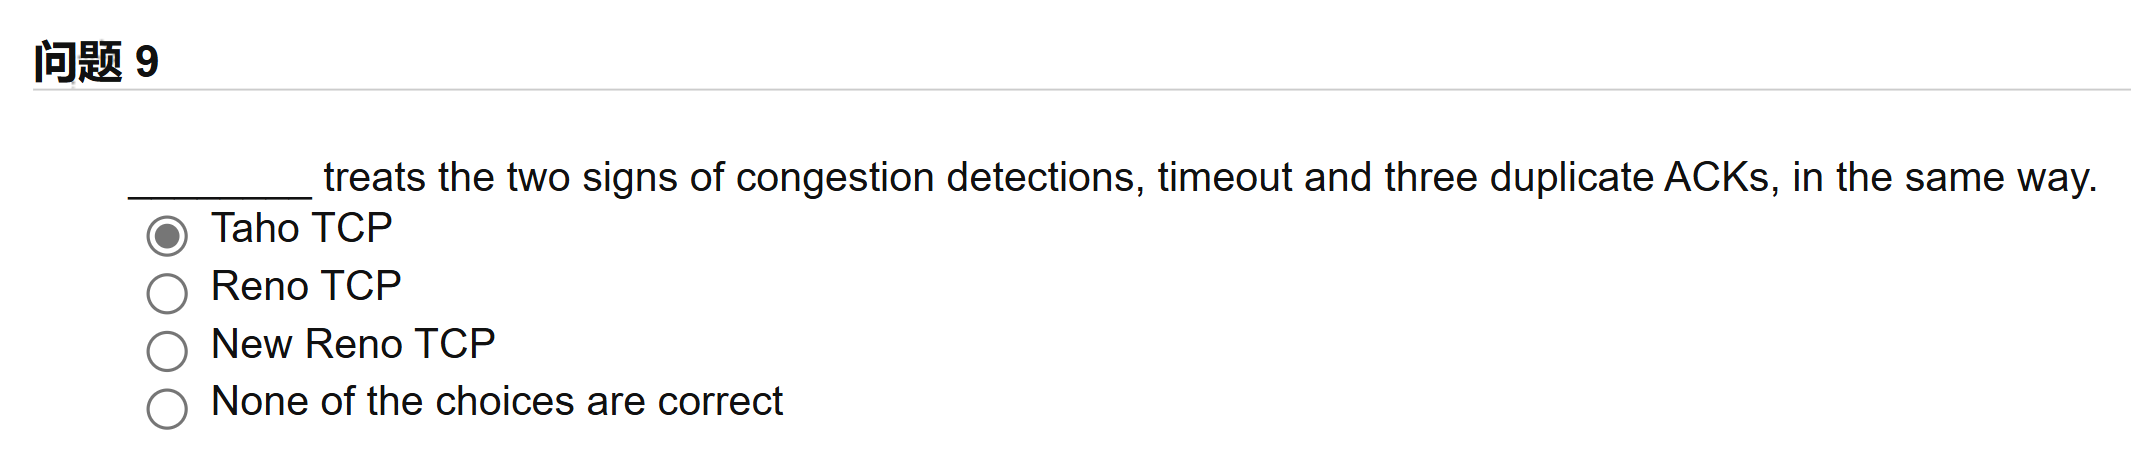 问题 9
________ treats the two signs of congestion detections, timeout and three duplicate ACKs, in the same way.
Taho TCP
Reno TCP
New Reno TCP
None of the choices are correct